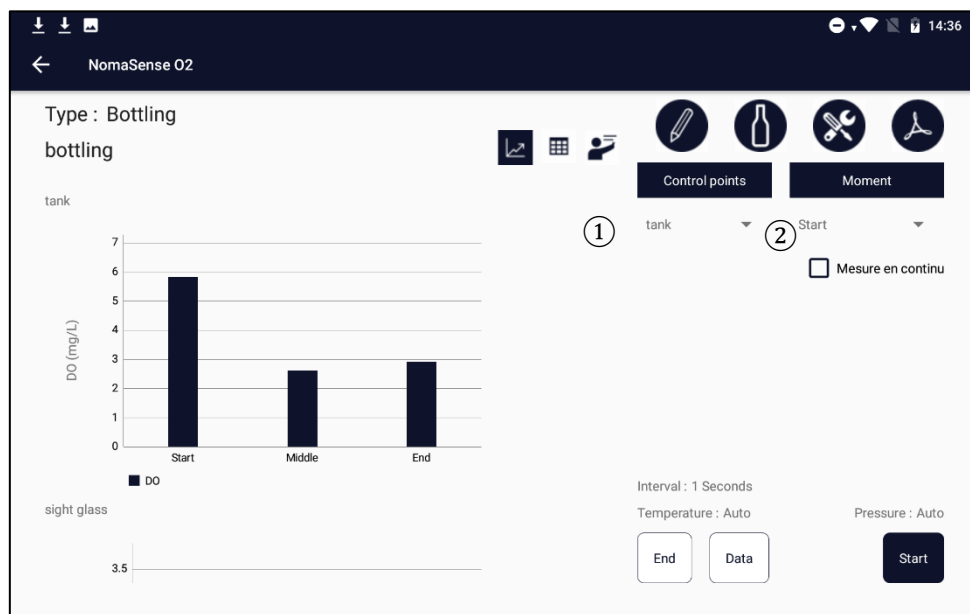 14:36
NomaSense O2
Type : Bottling
bottling
Control points
Moment
tank
① tank
② Start
Mesure en continu
7
6
5
4
3
2
1
0
DO (mg/L)
Start Middle End
DO
Interval : 1 Seconds
sight glass
Temperature : Auto
Pressure : Auto
3.5
End
Data
Start